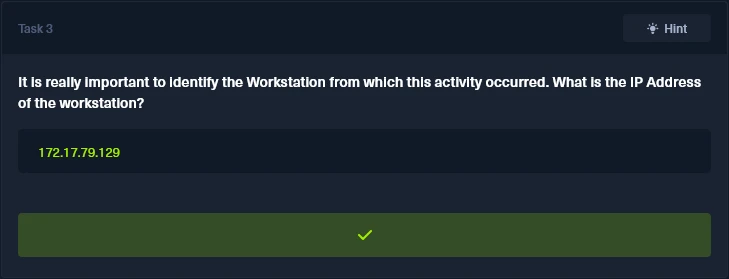 Task 3
Hint
It is really important to identify the Workstation from which this activity occurred. What is the IP Address
of the workstation?
172.17.79.129